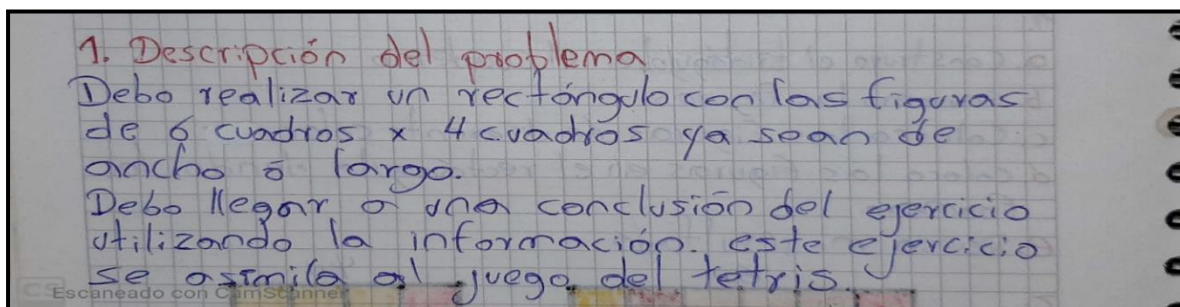 1. Descripción del problema
Debo realizar un rectángulo con las figuras
de 6 cuadros x 4 cuadros ya sean de
ancho ó largo.
Debo llegar a una conclusión del ejercicio
utilizando la información. este ejercicio
se asimila al juego del tetris.
Escaneado con CamScanner